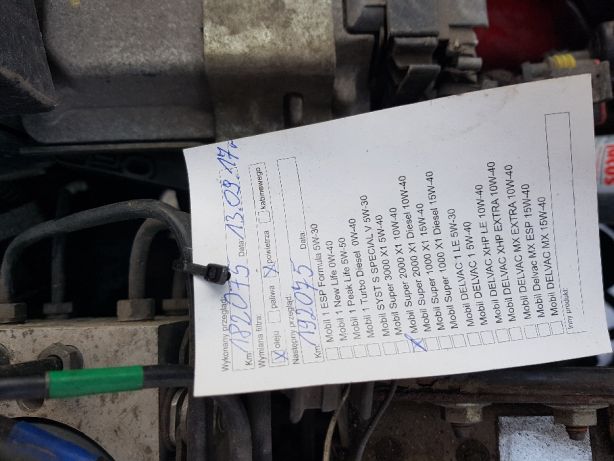 Wykonany przegląd:
Km: 182075 Data: 13.09.17r
Wymiana filtra:
X oleju paliwa X powietrza kabinowego
Następny przegląd:
Km: 192075 Data:
Mobil 1 ESP Formula 5W-30
Mobil 1 New Life 0W-40
Mobil 1 Peak Life 5W-50
Mobil 1 Turbo Diesel 0W-40
Mobil SYST S SPECIAL V 5W-30
Mobil Super 3000 X1 5W-40
Mobil Super 2000 X1 10W-40
Mobil Super 2000 X1 Diesel 10W-40
Mobil Super 1000 X1 15W-40
Mobil Super 1000 X1 Diesel 15W-40
Mobil DELVAC 1 LE 5W-30
Mobil DELVAC 1 5W-40
Mobil DELVAC XHP LE 10W-40
Mobil DELVAC XHP EXTRA 10W-40
Mobil DELVAC MX EXTRA 10W-40
Mobil Delvac MX ESP 15W-40
Mobil DELVAC MX 15W-40
Inny produkt: